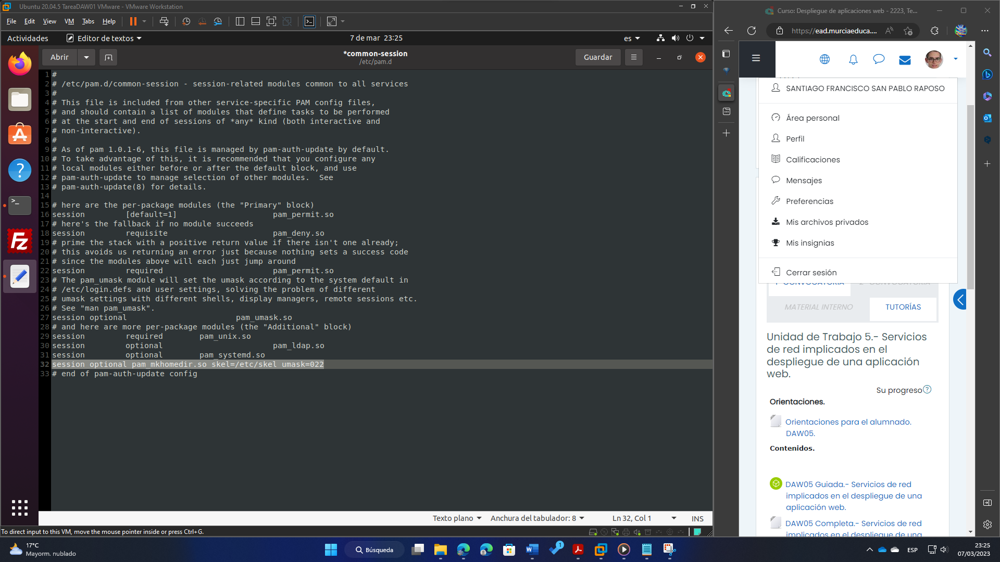 Ubuntu 20.04.5 TareaDAW01 VMware - VMware Workstation
File Edit View VM Tabs Help
Actividades
Editor de textos
7 de mar 23:25
es
Abrir
*common-session
/etc/pam.d
Guardar
1 #
2 # /etc/pam.d/common-session - session-related modules common to all services
3 #
4 # This file is included from other service-specific PAM config files,
5 # and should contain a list of modules that define tasks to be performed
6 # at the start and end of sessions of *any* kind (both interactive and
7 # non-interactive).
8 #
9 # As of pam 1.0.1-6, this file is managed by pam-auth-update by default.
10 # To take advantage of this, it is recommended that you configure any
11 # local modules either before or after the default block, and use
12 # pam-auth-update to manage selection of other modules.  See
13 # pam-auth-update(8) for details.
14
15 # here are the per-package modules (the "Primary" block)
16 session [default=1] pam_permit.so
17 # here's the fallback if no module succeeds
18 session requisite pam_deny.so
19 # prime the stack with a positive return value if there isn't one already;
20 # this avoids us returning an error just because nothing sets a success code
21 # since the modules above will each just jump around
22 session required pam_permit.so
23 # The pam_umask module will set the umask according to the system default in
24 # /etc/login.defs and user settings, solving the problem of different
25 # umask settings with different shells, display managers, remote sessions etc.
26 # See "man pam_umask".
27 session optional pam_umask.so
28 # and here are more per-package modules (the "Additional" block)
29 session required pam_unix.so
30 session optional pam_ldap.so
31 session optional pam_systemd.so
32 session optional pam_mkhomedir.so skel=/etc/skel umask=022
33 # end of pam-auth-update config
Texto plano
Anchura del tabulador: 8
Ln 32, Col 1
INS
To direct input to this VM, move the mouse pointer inside or press Ctrl+G.
Curso: Despliegue de aplicaciones web - 2223, Te...
https://ead.murciaeduca....
SANTIAGO FRANCISCO SAN PABLO RAPOSO
Área personal
Perfil
Calificaciones
Mensajes
Preferencias
Mis archivos privados
Mis insignias
Cerrar sesión
1ª CONVOCATORIA
2ª CONVOCATORIA
MATERIAL INTERNO
TUTORÍAS
Unidad de Trabajo 5.- Servicios
de red implicados en el
despliegue de una aplicación
web.
Su progreso
Orientaciones.
Orientaciones para el alumnado.
DAW05.
Contenidos.
DAW05 Guiada.- Servicios de red
implicados en el despliegue de una
aplicación web.
DAW05 Completa.- Servicios de red
implicados en el despliegue de una
17°C
Mayorm. nublado
Búsqueda
1
ESP
23:25
07/03/2023